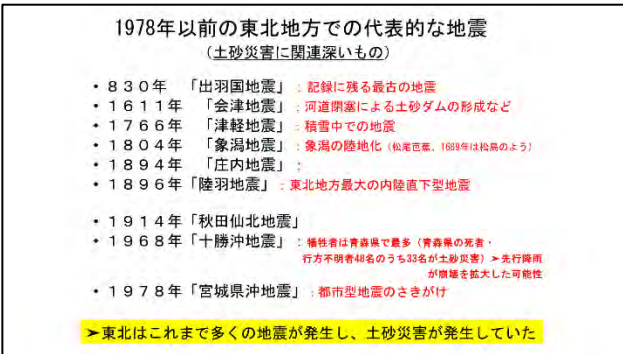 1978年以前の東北地方での代表的な地震
(土砂災害に関連深いもの)
・830年 「出羽国地震」：記録に残る最古の地震
・1611年 「会津地震」：河道閉塞による土砂ダムの形成など
・1766年 「津軽地震」：積雪中での地震
・1804年 「象潟地震」：象潟の陸地化（松尾芭蕉、1689年は松島のよう）
・1894年 「庄内地震」：
・1896年「陸羽地震」：東北地方最大の内陸直下型地震
・1914年「秋田仙北地震」
・1968年「十勝沖地震」：犠牲者は青森県で最多（青森県の死者・
行方不明者48名のうち33名が土砂災害）➤先行降雨
が崩壊を拡大した可能性
・1978年「宮城県沖地震」：都市型地震のさきがけ
➤東北はこれまで多くの地震が発生し、土砂災害が発生していた